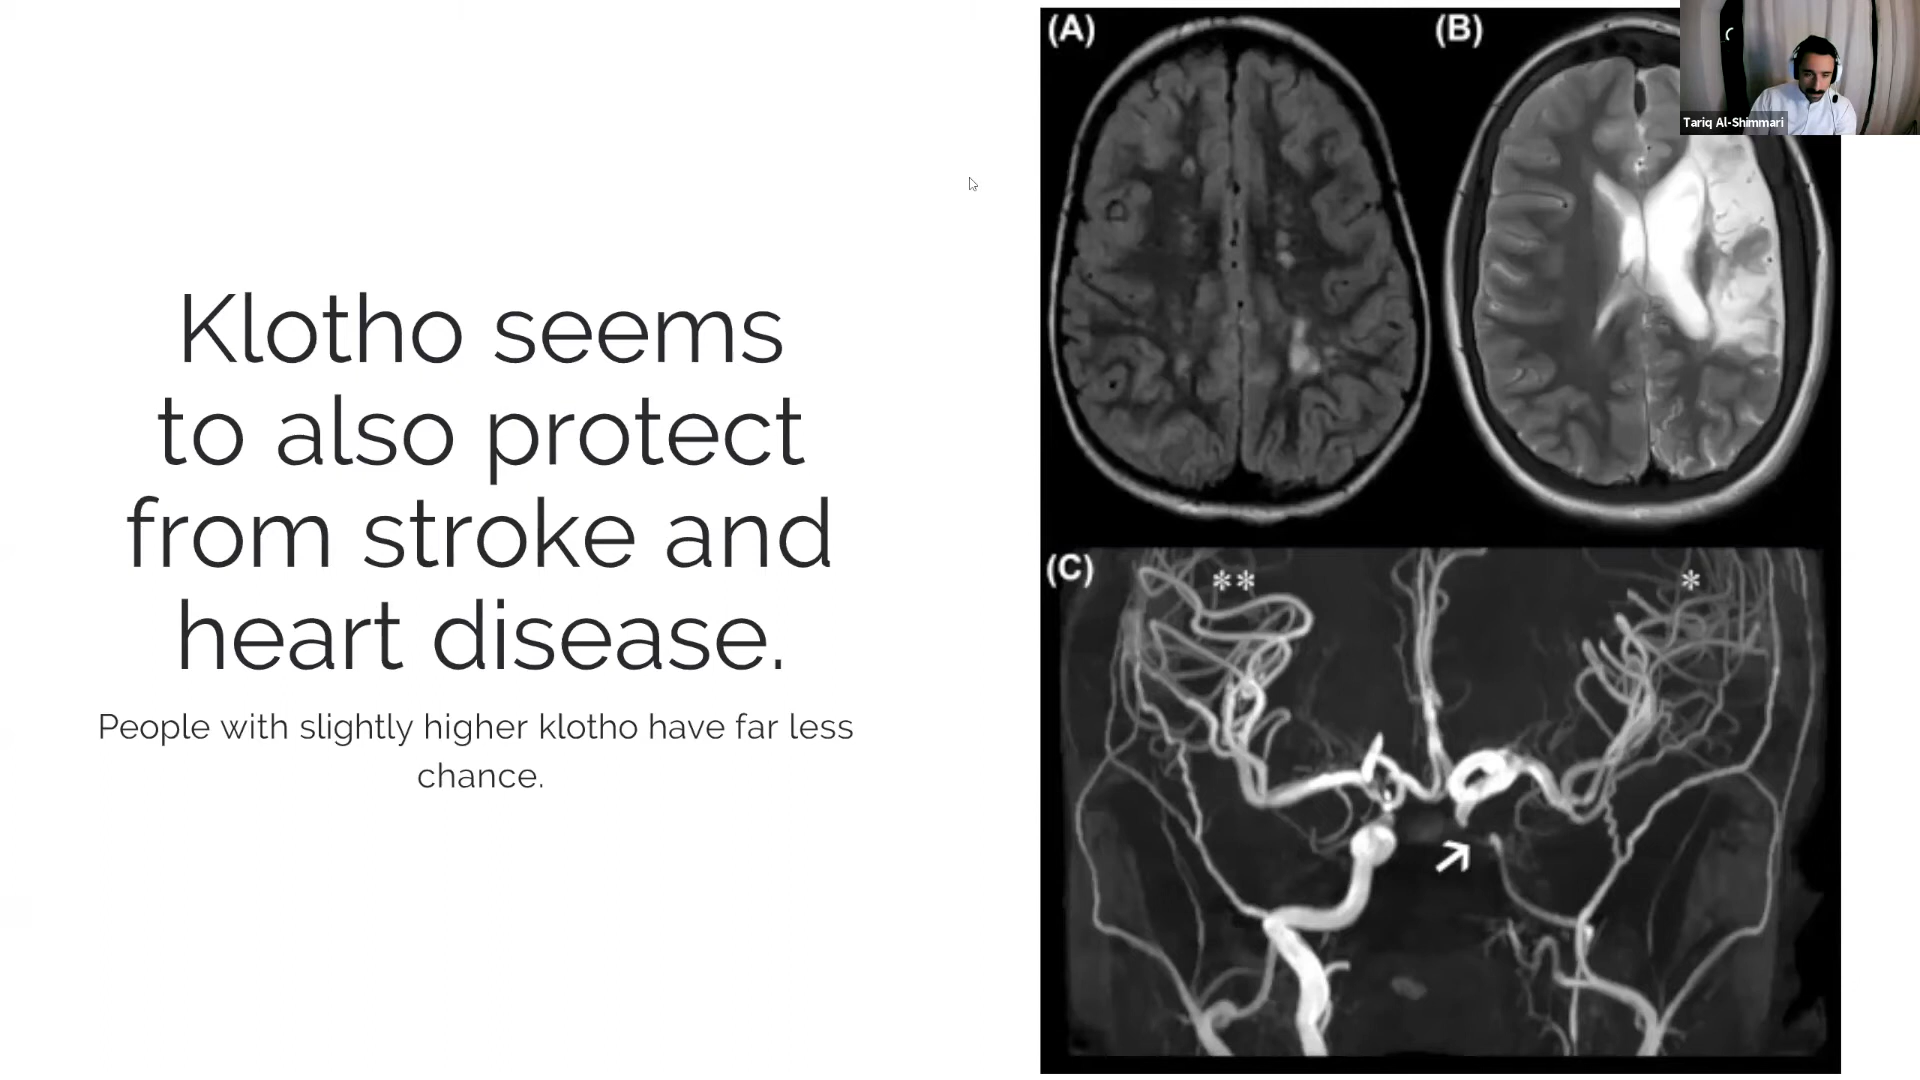 Klotho seems
to also protect
from stroke and
heart disease.
People with slightly higher klotho have far less
chance.
(A)
(B)
Tariq Al-Shimmari
(C)
**
*